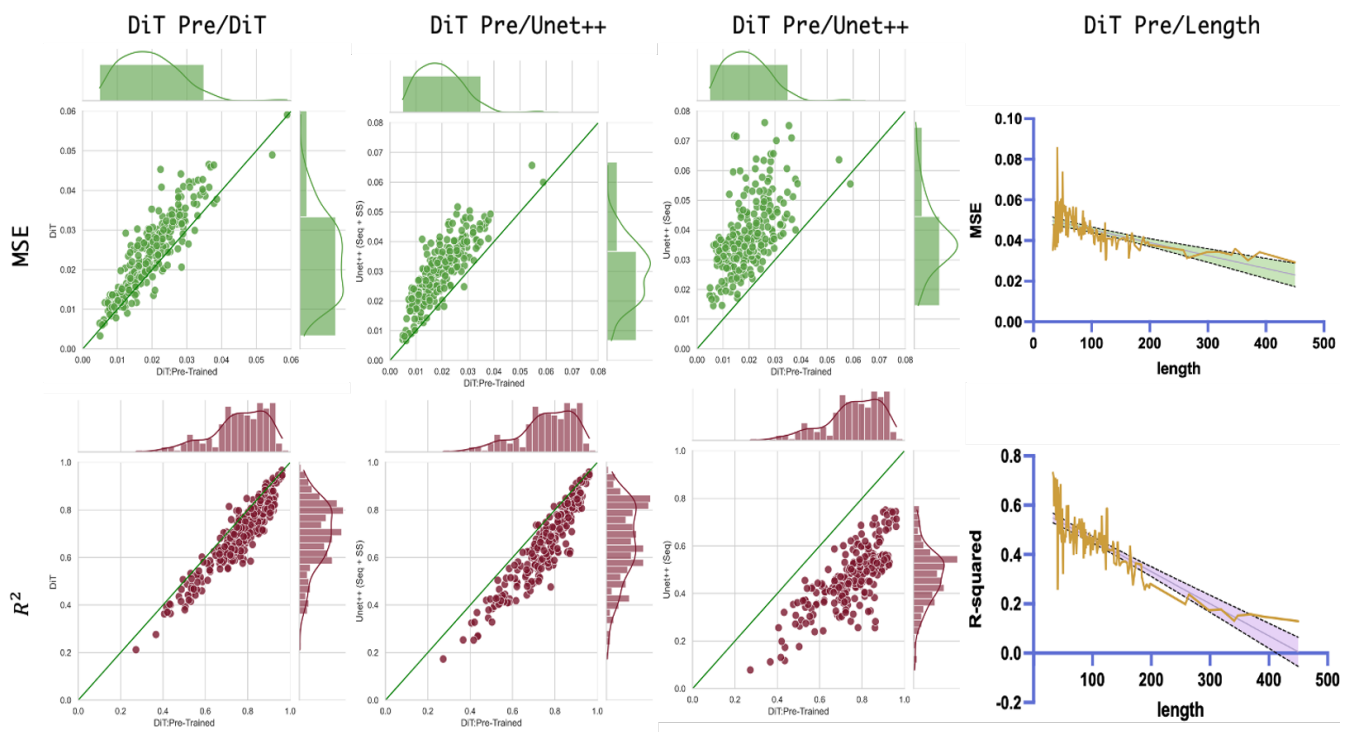 DiT Pre/DiT
DiT Pre/Unet++
DiT Pre/Unet++
DiT Pre/Length
MSE
0.06
0.05
0.04
0.03
0.02
0.01
0.00
DiT
0.00 0.01 0.02 0.03 0.04 0.05 0.06
DiT:Pre-Trained
0.08
0.07
0.06
0.05
0.04
0.03
0.02
0.01
0.00
Unet++ (Seq + SS)
0.00 0.01 0.02 0.03 0.04 0.05 0.06 0.07 0.08
DiT:Pre-Trained
0.08
0.07
0.06
0.05
0.04
0.03
0.02
0.01
0.00
Unet++ (Seq)
0.00 0.01 0.02 0.03 0.04 0.05 0.06 0.07 0.08
DiT:Pre-Trained
0.10
0.08
0.06
0.04
0.02
0.00
MSE
0 100 200 300 400 500
length
R²
1.0
0.8
0.6
0.4
0.2
0.0
DiT
0.0 0.2 0.4 0.6 0.8 1.0
DiT:Pre-Trained
1.0
0.8
0.6
0.4
0.2
0.0
Unet++ (Seq + SS)
0.0 0.2 0.4 0.6 0.8 1.0
DiT:Pre-Trained
1.0
0.8
0.6
0.4
0.2
0.0
Unet++ (Seq)
0.0 0.2 0.4 0.6 0.8 1.0
DiT:Pre-Trained
0.8
0.6
0.4
0.2
0.0
-0.2
R-squared
100 200 300 400 500
length